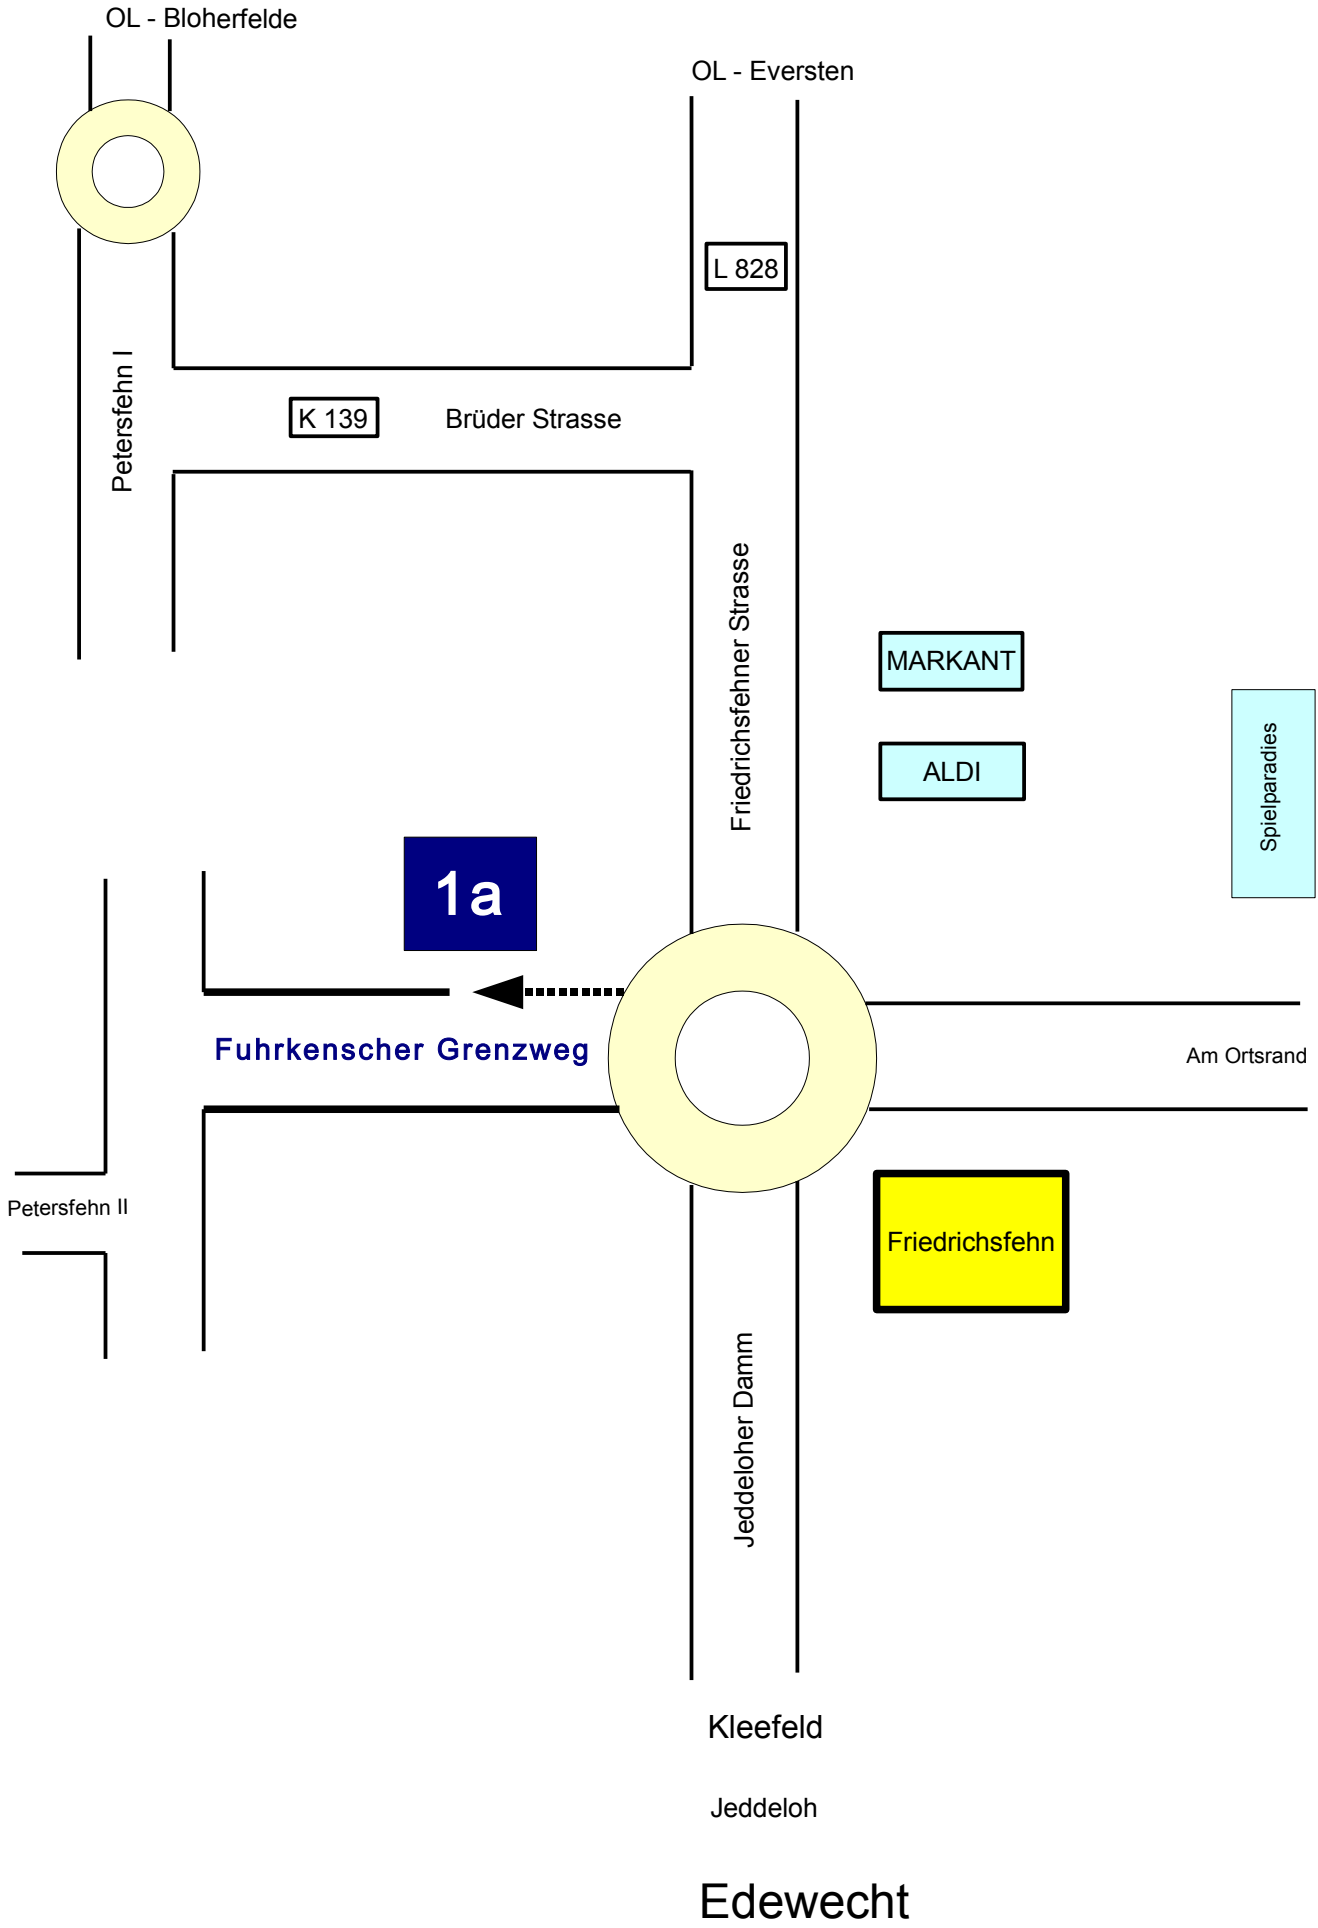 OL - Bloherfelde
OL - Eversten
L 828
Petersfehn I
K 139
Brüder Strasse
Friedrichsfehner Strasse
MARKANT
ALDI
Spielparadies
1a
Fuhrkenscher Grenzweg
Am Ortsrand
Petersfehn II
Friedrichsfehn
Jeddeloher Damm
Kleefeld
Jeddeloh
Edewecht